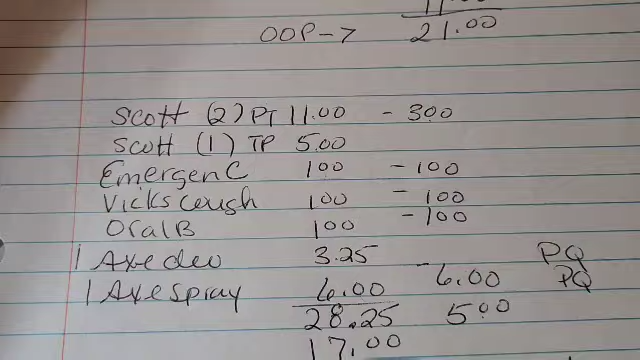 OOP→ 21.00
Scott (2) PT 11.00 - 300
Scott (1) TP 5.00
EmergenC 100 - 100
Vicks cough 100 - 100
Oral B 100 - 100
1 Axe deo 3.25 - PQ
1 Axe spray 6.00 6.00 PQ
28.25 5.00
17.00